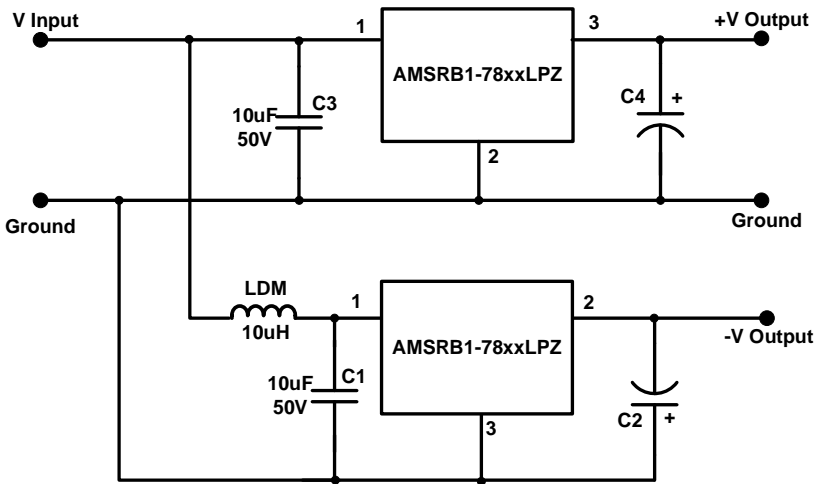 V Input
1
3
+V Output
AMSRB1-78xxLPZ
10uF
50V
C3
C4
+
2
Ground
Ground
LDM
10uH
1
2
AMSRB1-78xxLPZ
-V Output
10uF
50V
C1
3
C2
+